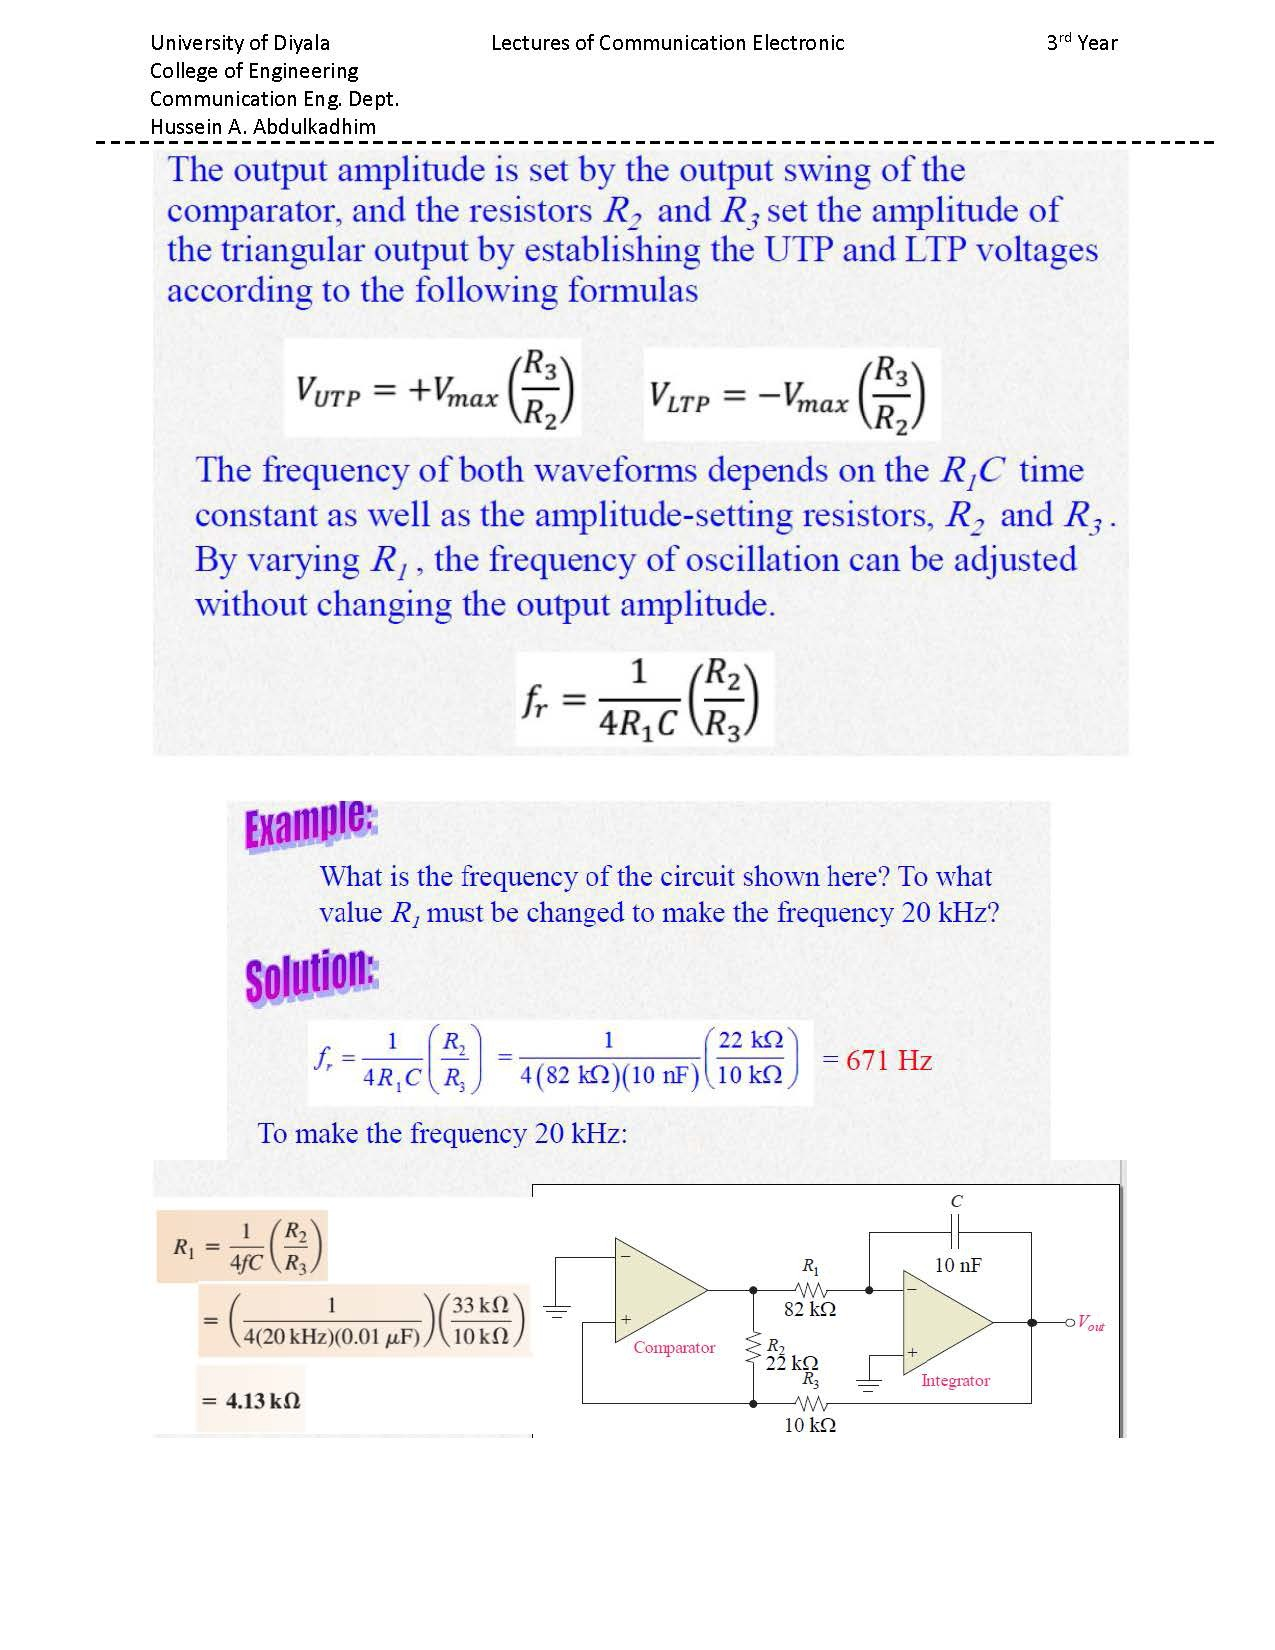 University of Diyala Lectures of Communication Electronic 3rd Year
College of Engineering
Communication Eng. Dept.
Hussein A. Abdulkadhim
The output amplitude is set by the output swing of the
comparator, and the resistors R2 and R3 set the amplitude of
the triangular output by establishing the UTP and LTP voltages
according to the following formulas
VUTP = +Vmax (R3/R2) VLTP = −Vmax (R3/R2)
The frequency of both waveforms depends on the R1C time
constant as well as the amplitude-setting resistors, R2 and R3.
By varying R1, the frequency of oscillation can be adjusted
without changing the output amplitude.
fr = 1/4R1C (R2/R3)
Example:
What is the frequency of the circuit shown here? To what
value R1 must be changed to make the frequency 20 kHz?
Solution:
fr = 1/4R1C (R2/R3) = 1/4(82 kΩ)(10 nF) (22 kΩ/10 kΩ) = 671 Hz
To make the frequency 20 kHz:
R1 = 1/4fC (R2/R3)
= (1/4(20 kHz)(0.01 μF)) (33 kΩ/10 kΩ)
= 4.13 kΩ
C
10 nF
R1
82 kΩ
−
+
Comparator
R2
22 kΩ
R3
10 kΩ
−
+
Integrator
Vout